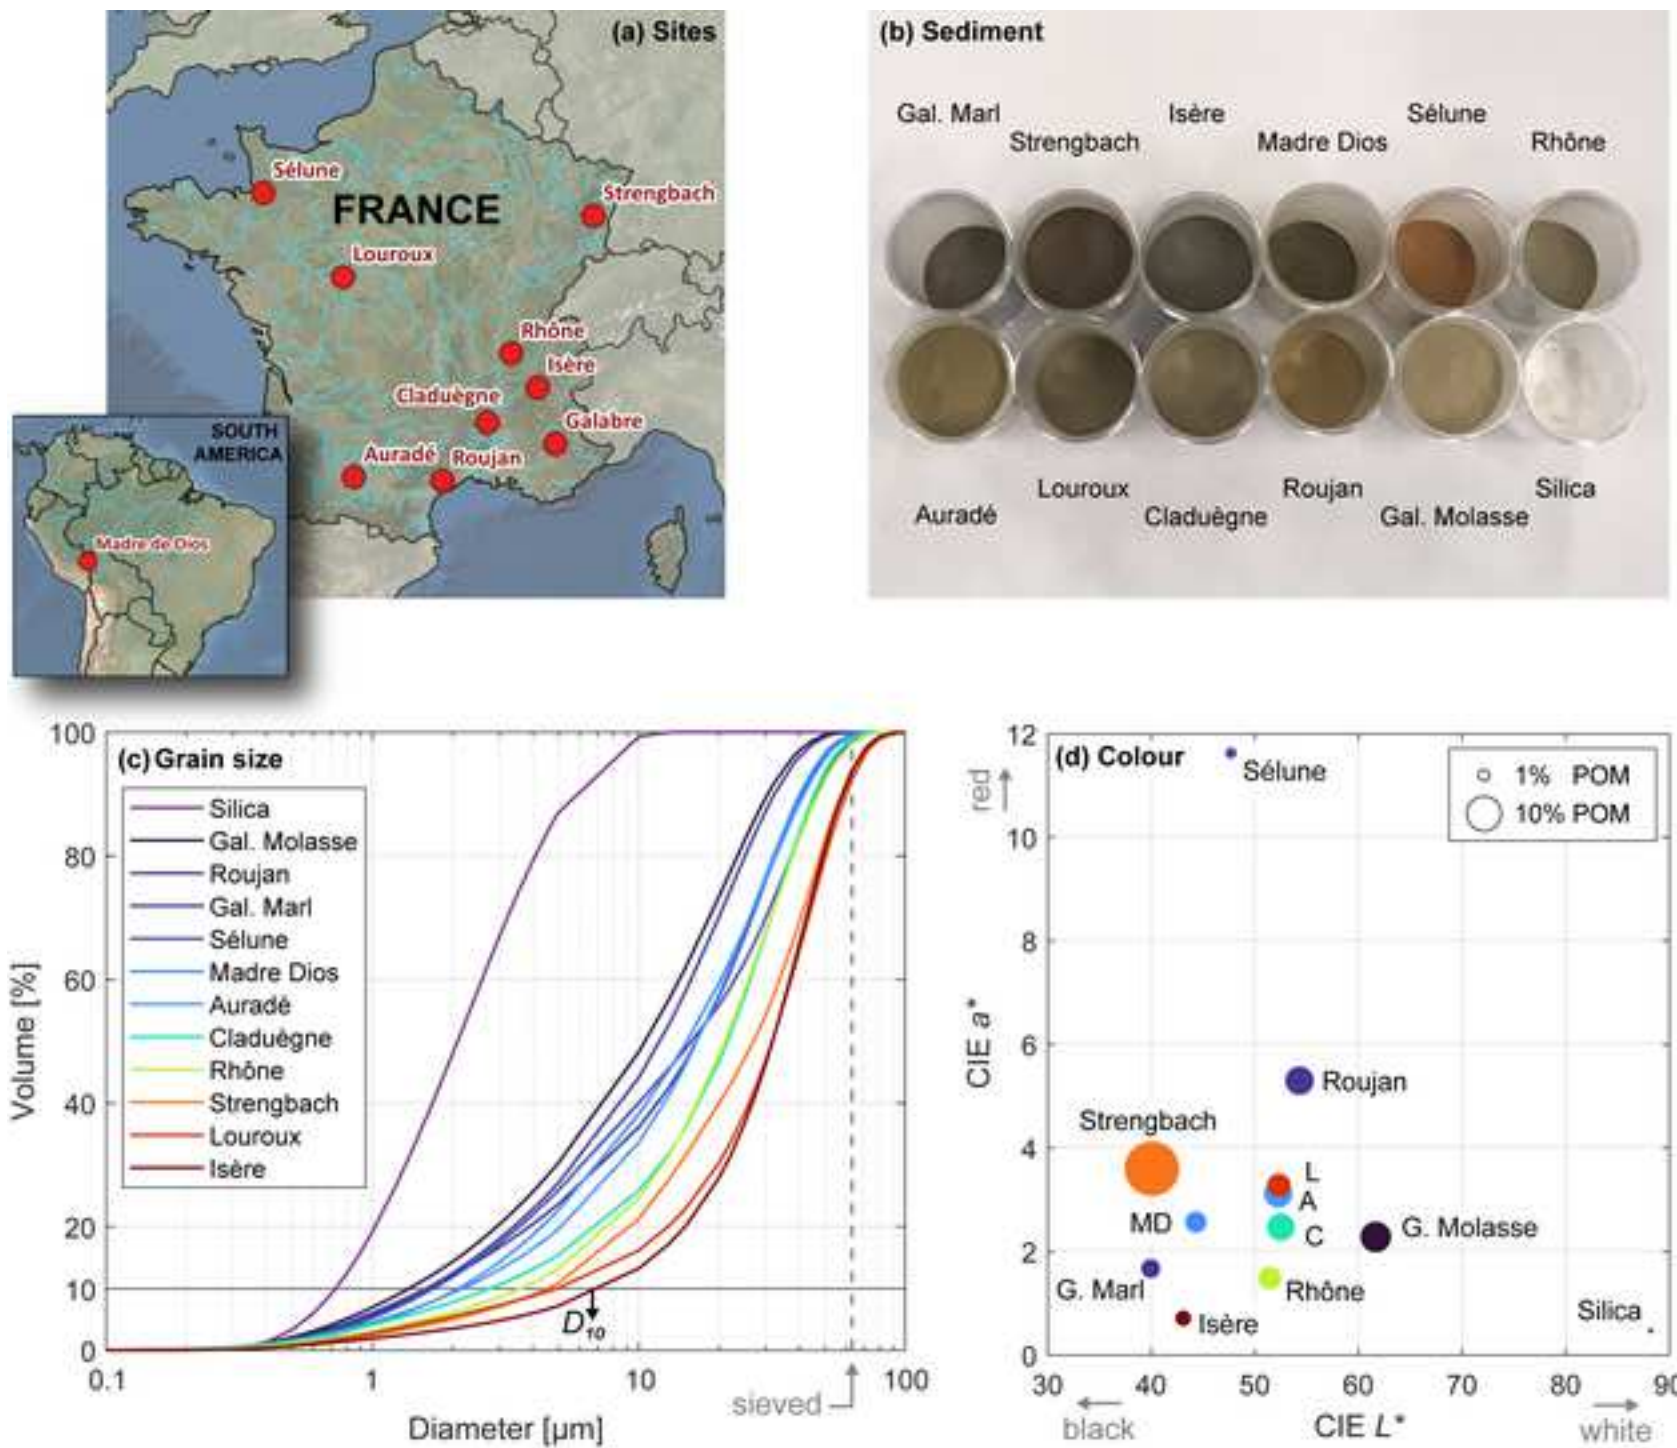 (a) Sites
Sélune
FRANCE
Strengbach
Louroux
Rhône
Isère
Claduègne
Galabre
Auradé
Roujan
SOUTH
AMERICA
Madre de Dios
(b) Sediment
Gal. Marl
Isère
Sélune
Strengbach
Madre Dios
Rhône
Louroux
Roujan
Silica
Auradé
Claduègne
Gal. Molasse
(c) Grain size
Silica
Gal. Molasse
Roujan
Gal. Marl
Sélune
Madre Dios
Auradé
Claduègne
Rhône
Strengbach
Louroux
Isère
100
80
60
40
20
10
0
Volume [%]
D10
0.1
1
10
100
sieved
Diameter [µm]
(d) Colour
1% POM
10% POM
red
12
10
8
6
4
2
0
CIE a*
Sélune
Roujan
Strengbach
L
A
MD
C
G. Molasse
G. Marl
Rhône
Isère
Silica
30
40
50
60
70
80
90
black
CIE L*
white